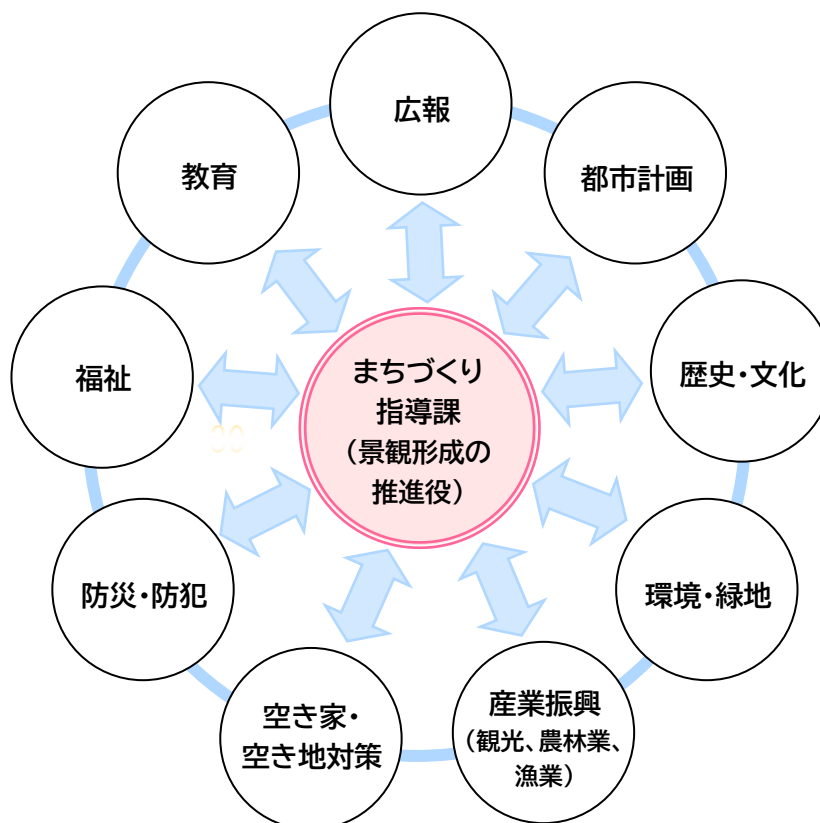 広報
都市計画
歴史・文化
環境・緑地
産業振興
（観光、農林業、
漁業）
空き家・
空き地対策
防災・防犯
福祉
教育
まちづくり
指導課
（景観形成の
推進役）